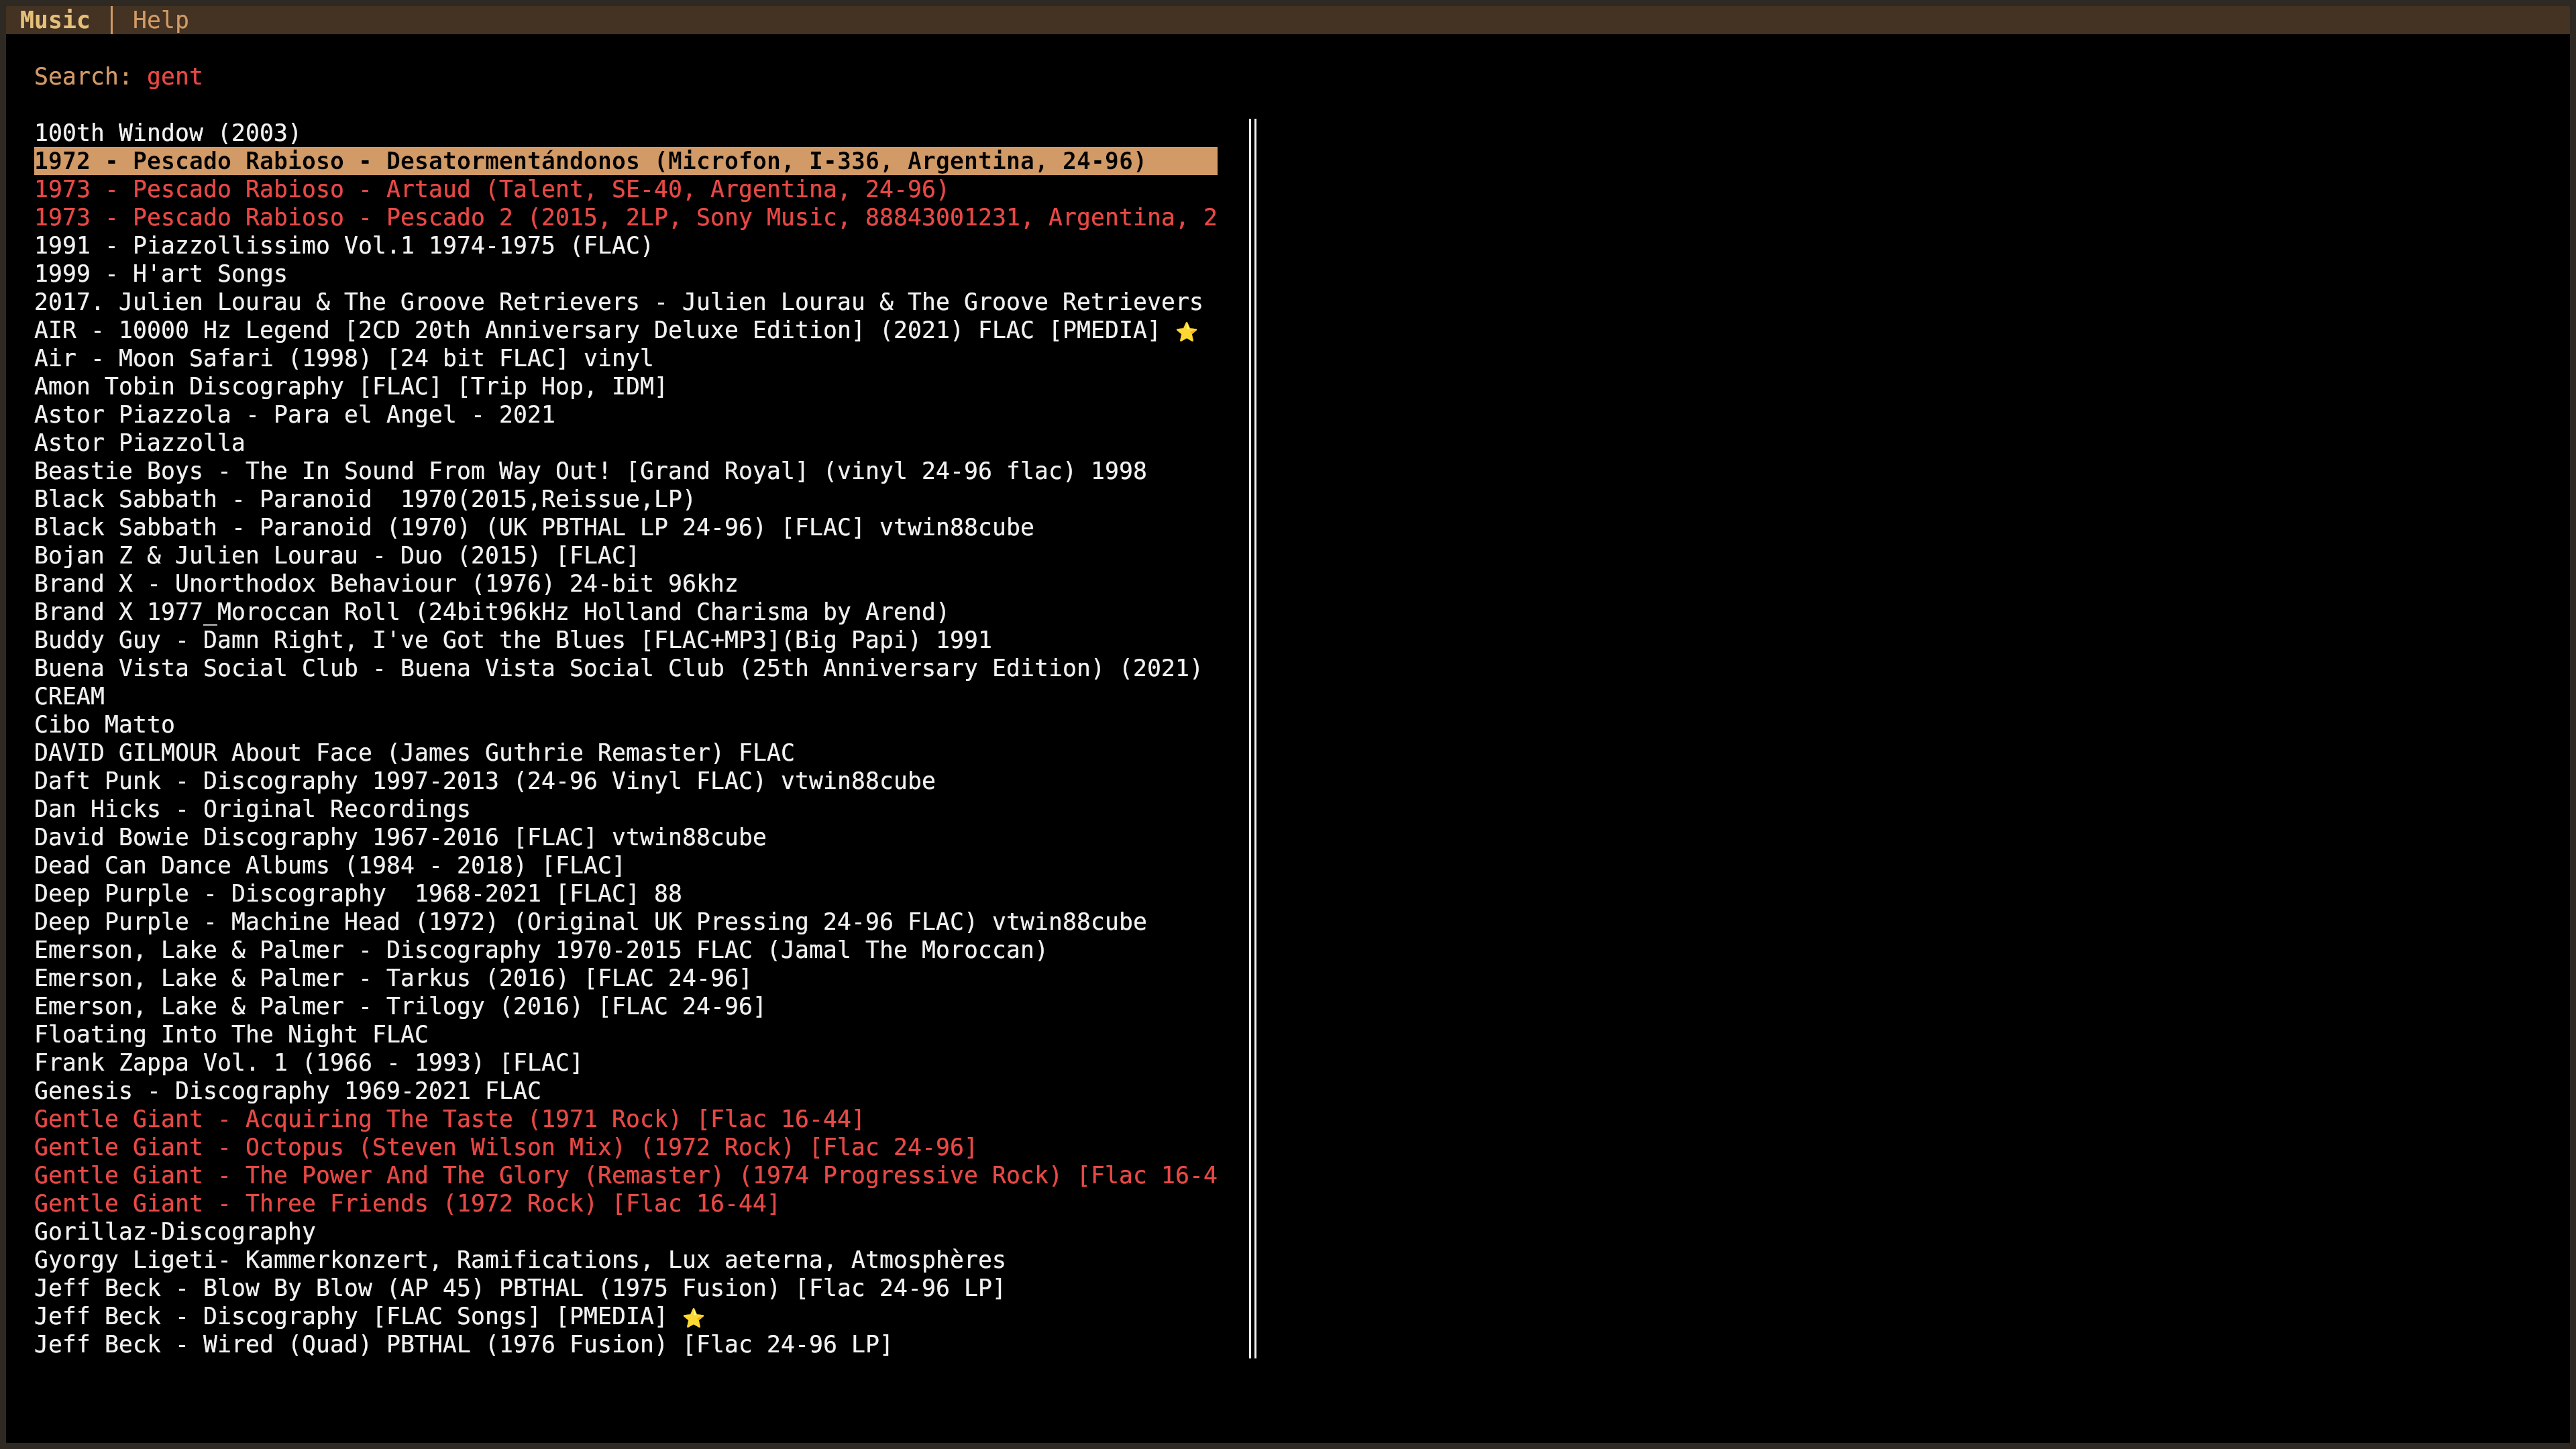 Music │ Help
Search: gent
100th Window (2003)
1972 - Pescado Rabioso - Desatormentándonos (Microfon, I-336, Argentina, 24-96)
1973 - Pescado Rabioso - Artaud (Talent, SE-40, Argentina, 24-96)
1973 - Pescado Rabioso - Pescado 2 (2015, 2LP, Sony Music, 88843001231, Argentina, 2
1991 - Piazzollissimo Vol.1 1974-1975 (FLAC)
1999 - H'art Songs
2017. Julien Lourau & The Groove Retrievers - Julien Lourau & The Groove Retrievers
AIR - 10000 Hz Legend [2CD 20th Anniversary Deluxe Edition] (2021) FLAC [PMEDIA] ⭐
Air - Moon Safari (1998) [24 bit FLAC] vinyl
Amon Tobin Discography [FLAC] [Trip Hop, IDM]
Astor Piazzola - Para el Angel - 2021
Astor Piazzolla
Beastie Boys - The In Sound From Way Out! [Grand Royal] (vinyl 24-96 flac) 1998
Black Sabbath - Paranoid  1970(2015,Reissue,LP)
Black Sabbath - Paranoid (1970) (UK PBTHAL LP 24-96) [FLAC] vtwin88cube
Bojan Z & Julien Lourau - Duo (2015) [FLAC]
Brand X - Unorthodox Behaviour (1976) 24-bit 96khz
Brand X 1977_Moroccan Roll (24bit96kHz Holland Charisma by Arend)
Buddy Guy - Damn Right, I've Got the Blues [FLAC+MP3](Big Papi) 1991
Buena Vista Social Club - Buena Vista Social Club (25th Anniversary Edition) (2021)
CREAM
Cibo Matto
DAVID GILMOUR About Face (James Guthrie Remaster) FLAC
Daft Punk - Discography 1997-2013 (24-96 Vinyl FLAC) vtwin88cube
Dan Hicks - Original Recordings
David Bowie Discography 1967-2016 [FLAC] vtwin88cube
Dead Can Dance Albums (1984 - 2018) [FLAC]
Deep Purple - Discography  1968-2021 [FLAC] 88
Deep Purple - Machine Head (1972) (Original UK Pressing 24-96 FLAC) vtwin88cube
Emerson, Lake & Palmer - Discography 1970-2015 FLAC (Jamal The Moroccan)
Emerson, Lake & Palmer - Tarkus (2016) [FLAC 24-96]
Emerson, Lake & Palmer - Trilogy (2016) [FLAC 24-96]
Floating Into The Night FLAC
Frank Zappa Vol. 1 (1966 - 1993) [FLAC]
Genesis - Discography 1969-2021 FLAC
Gentle Giant - Acquiring The Taste (1971 Rock) [Flac 16-44]
Gentle Giant - Octopus (Steven Wilson Mix) (1972 Rock) [Flac 24-96]
Gentle Giant - The Power And The Glory (Remaster) (1974 Progressive Rock) [Flac 16-4
Gentle Giant - Three Friends (1972 Rock) [Flac 16-44]
Gorillaz-Discography
Gyorgy Ligeti- Kammerkonzert, Ramifications, Lux aeterna, Atmosphères
Jeff Beck - Blow By Blow (AP 45) PBTHAL (1975 Fusion) [Flac 24-96 LP]
Jeff Beck - Discography [FLAC Songs] [PMEDIA] ⭐
Jeff Beck - Wired (Quad) PBTHAL (1976 Fusion) [Flac 24-96 LP]